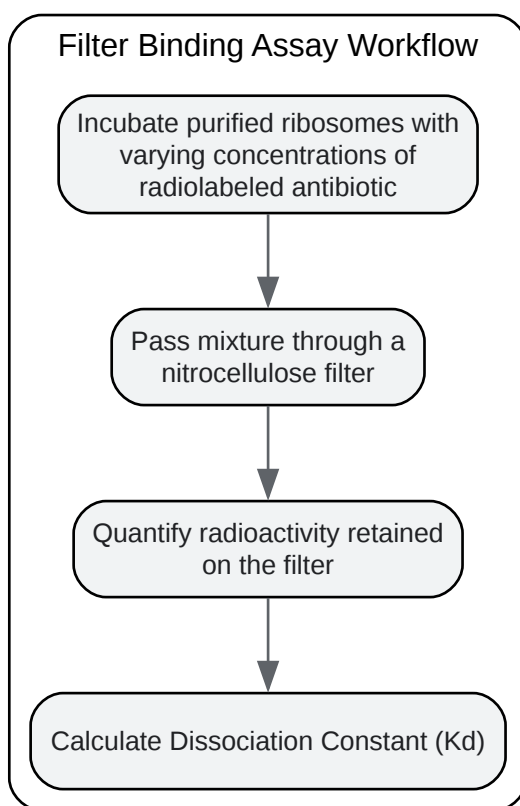 Filter Binding Assay Workflow
Incubate purified ribosomes with
varying concentrations of
radiolabeled antibiotic
Pass mixture through a
nitrocellulose filter
Quantify radioactivity retained
on the filter
Calculate Dissociation Constant (Kd)